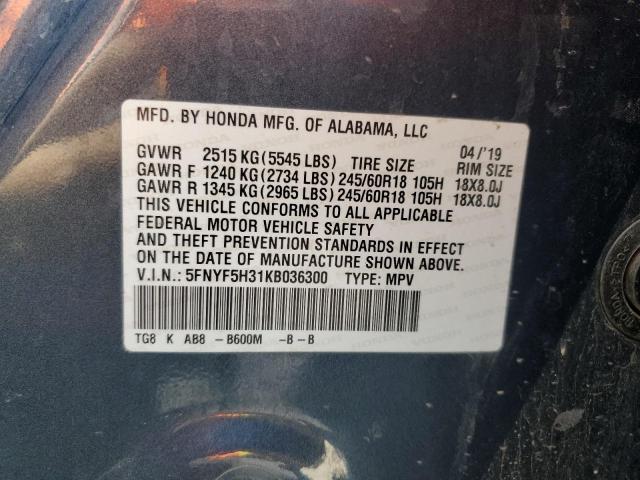 MFD. BY HONDA MFG. OF ALABAMA, LLC
04/'19
GVWR 2515 KG (5545 LBS) TIRE SIZE RIM SIZE
GAWR F 1240 KG (2734 LBS) 245/60R18 105H 18X8.0J
GAWR R 1345 KG (2965 LBS) 245/60R18 105H 18X8.0J
THIS VEHICLE CONFORMS TO ALL APPLICABLE
FEDERAL MOTOR VEHICLE SAFETY
AND THEFT PREVENTION STANDARDS IN EFFECT
ON THE DATE OF MANUFACTURE SHOWN ABOVE.
V.I.N.: 5FNYF5H31KB036300 TYPE: MPV
TG8 K AB8 -B600M -B-B